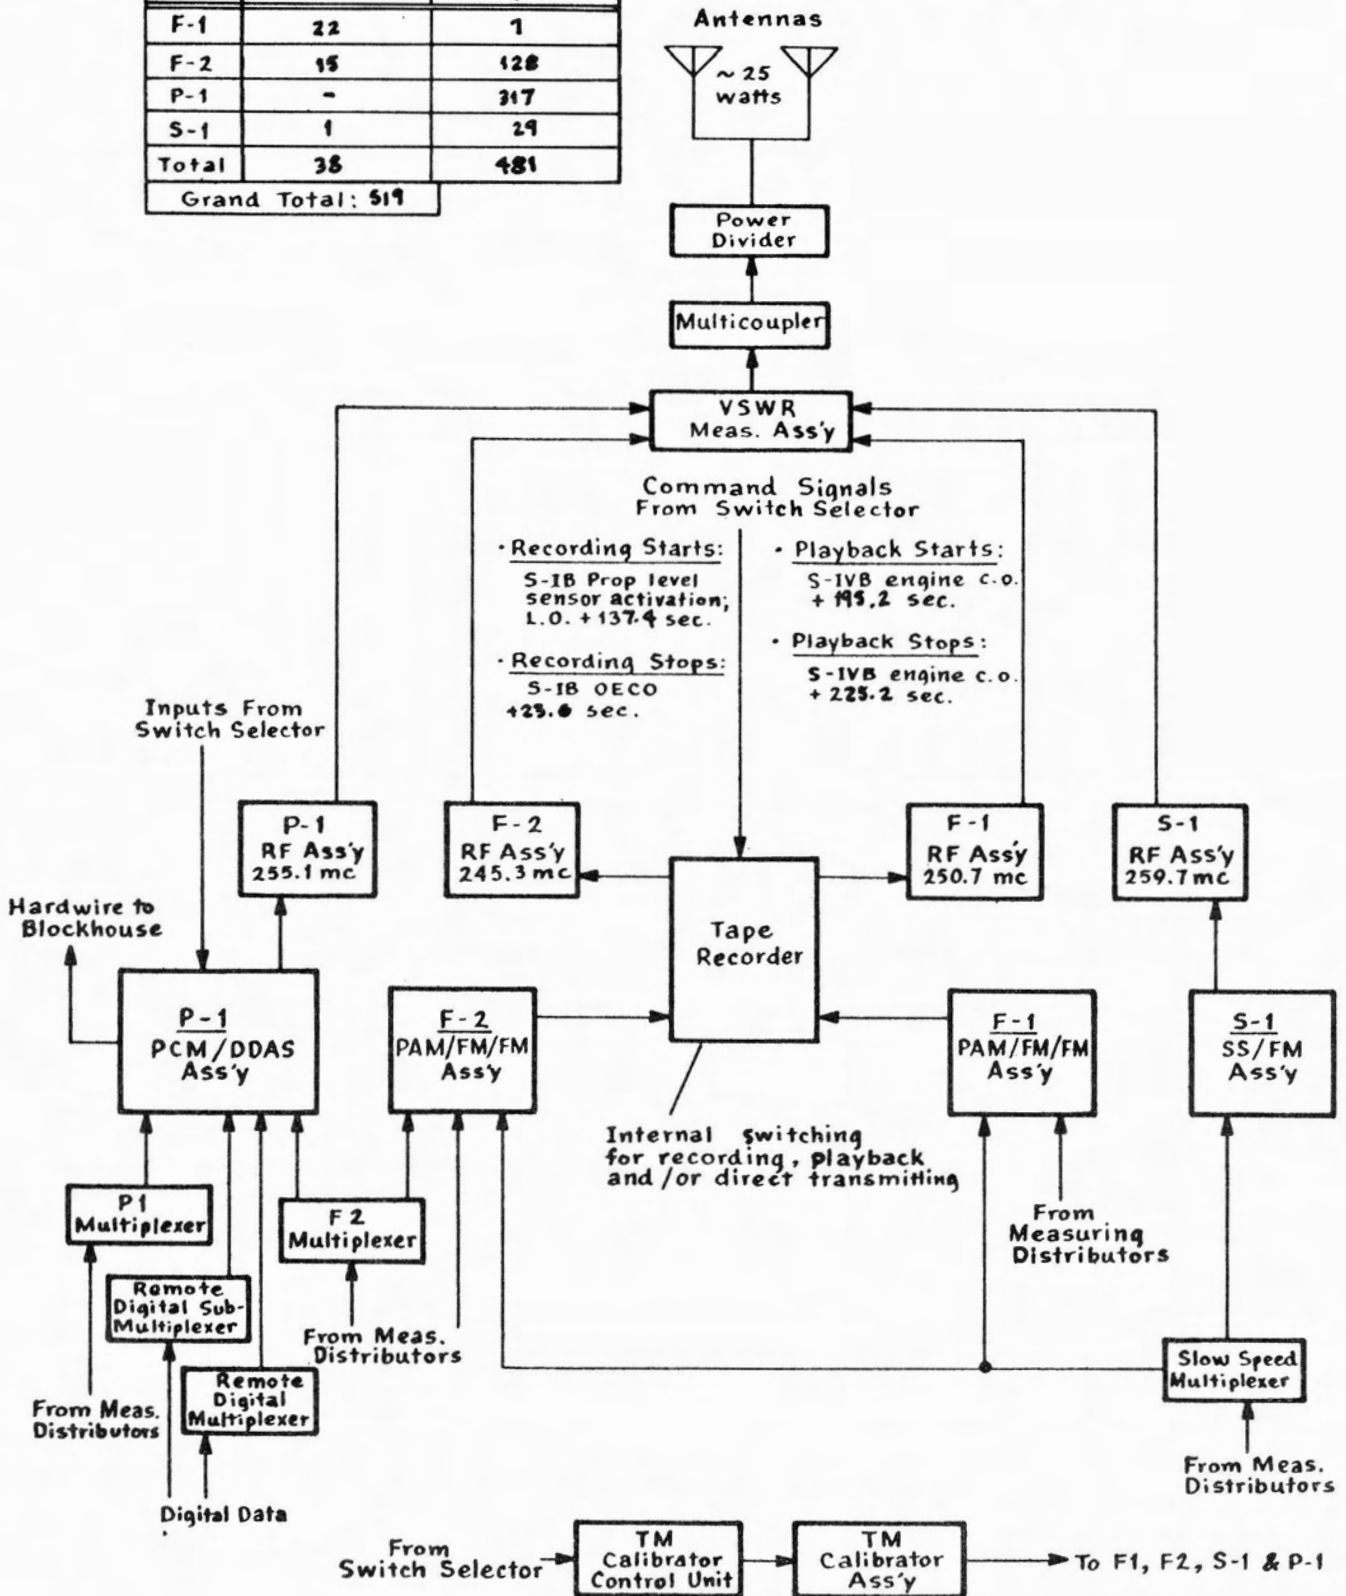 F-1 22 7
F-2 15 128
P-1 - 317
S-1 1 29
Total 38 481
Grand Total: 519
Antennas
~ 25
watts
Power
Divider
Multicoupler
VSWR
Meas. Ass'y
Command Signals
From Switch Selector
· Recording Starts:
S-IB Prop level
sensor activation;
L.O. + 137.4 sec.
· Recording Stops:
S-IB OECO
+23.6 sec.
· Playback Starts:
S-IVB engine c.o.
+ 195.2 sec.
· Playback Stops:
S-IVB engine c.o.
+ 225.2 sec.
Inputs From
Switch Selector
P-1
RF Ass'y
255.1 mc
F-2
RF Ass'y
245.3 mc
F-1
RF Ass'y
250.7 mc
S-1
RF Ass'y
259.7 mc
Hardwire to
Blockhouse
Tape
Recorder
P-1
PCM/DDAS
Ass'y
F-2
PAM/FM/FM
Ass'y
F-1
PAM/FM/FM
Ass'y
S-1
SS/FM
Ass'y
Internal switching
for recording, playback
and/or direct transmitting
P1
Multiplexer
F2
Multiplexer
From
Measuring
Distributors
Remote
Digital Sub-
Multiplexer
From Meas.
Distributors
Remote
Digital
Multiplexer
Slow Speed
Multiplexer
From Meas.
Distributors
From Meas.
Distributors
Digital Data
From
Switch Selector
TM
Calibrator
Control Unit
TM
Calibrator
Ass'y
To F1, F2, S-1 & P-1